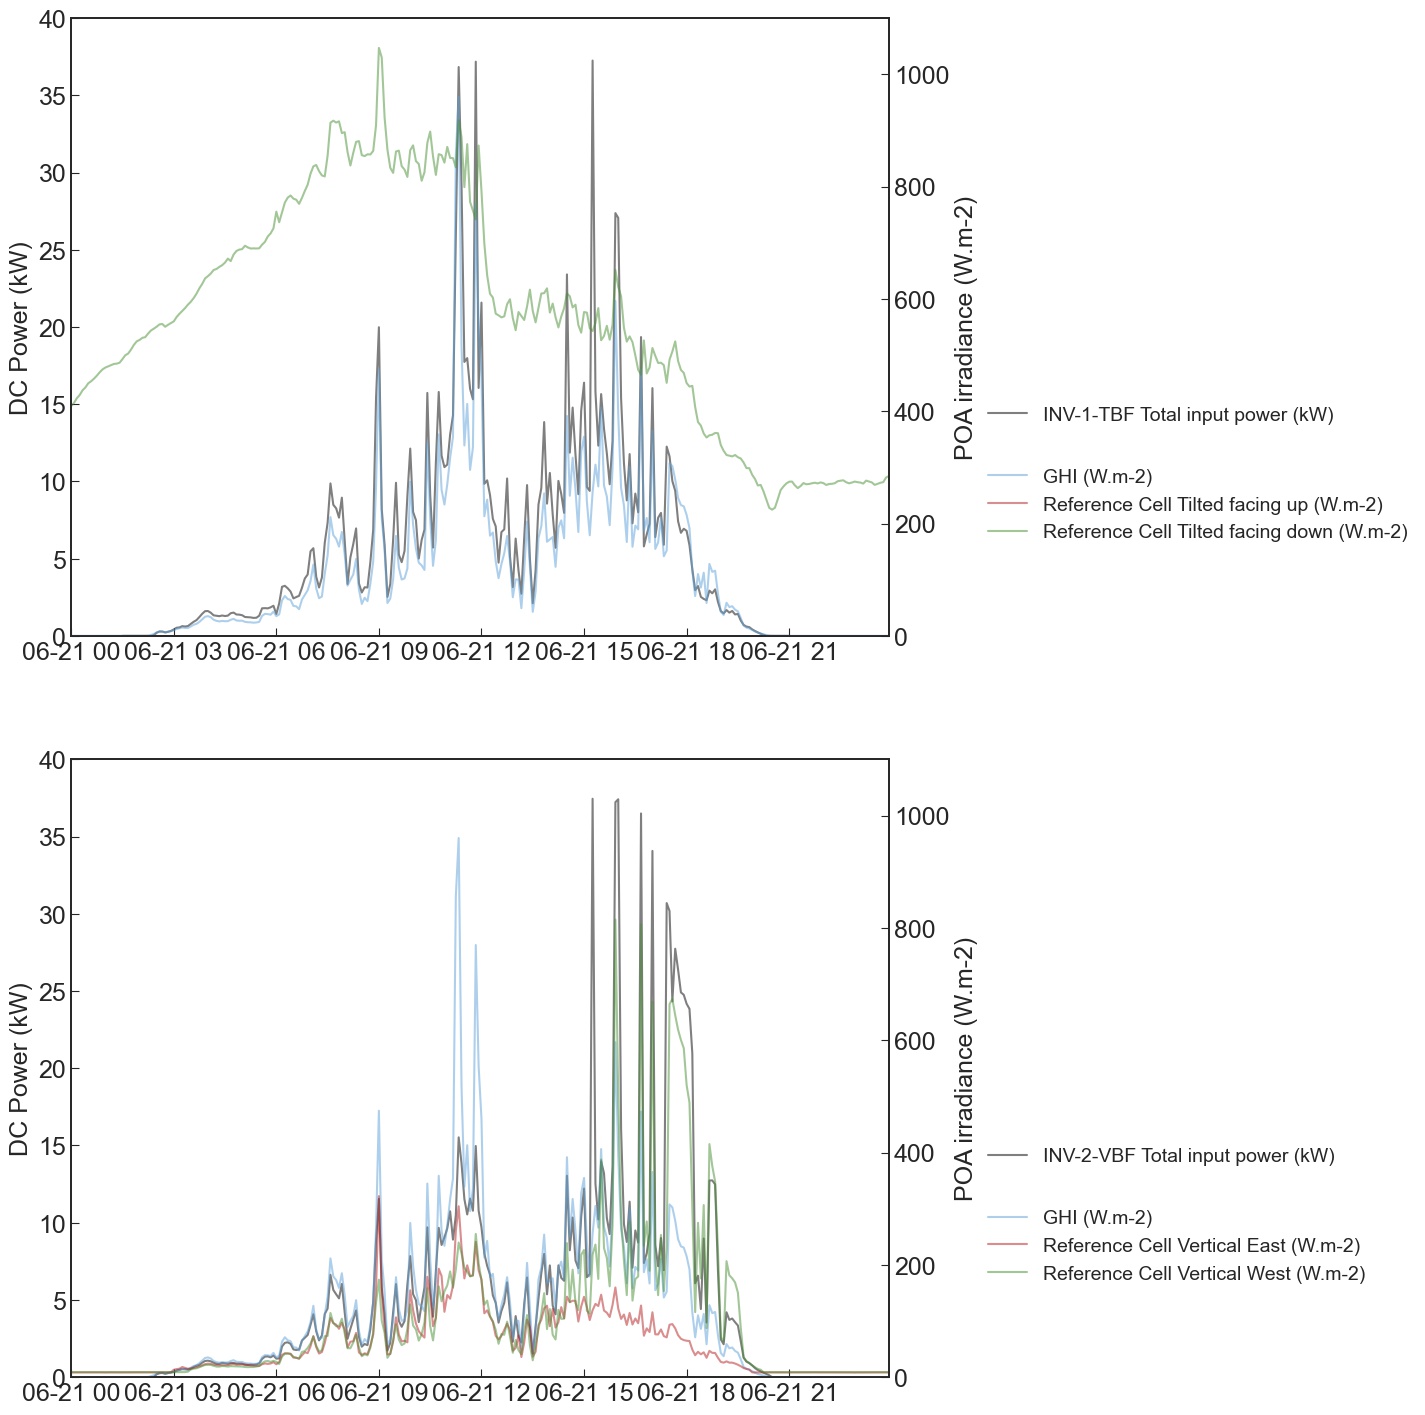 40
35
30
25
20
15
10
5
0
DC Power (kW)
1000
800
600
400
200
0
POA irradiance (W.m-2)
06-21 00 06-21 03 06-21 06 06-21 09 06-21 12 06-21 15 06-21 18 06-21 21
INV-1-TBF Total input power (kW)
GHI (W.m-2)
Reference Cell Tilted facing up (W.m-2)
Reference Cell Tilted facing down (W.m-2)
40
35
30
25
20
15
10
5
0
DC Power (kW)
1000
800
600
400
200
0
POA irradiance (W.m-2)
06-21 00 06-21 03 06-21 06 06-21 09 06-21 12 06-21 15 06-21 18 06-21 21
INV-2-VBF Total input power (kW)
GHI (W.m-2)
Reference Cell Vertical East (W.m-2)
Reference Cell Vertical West (W.m-2)